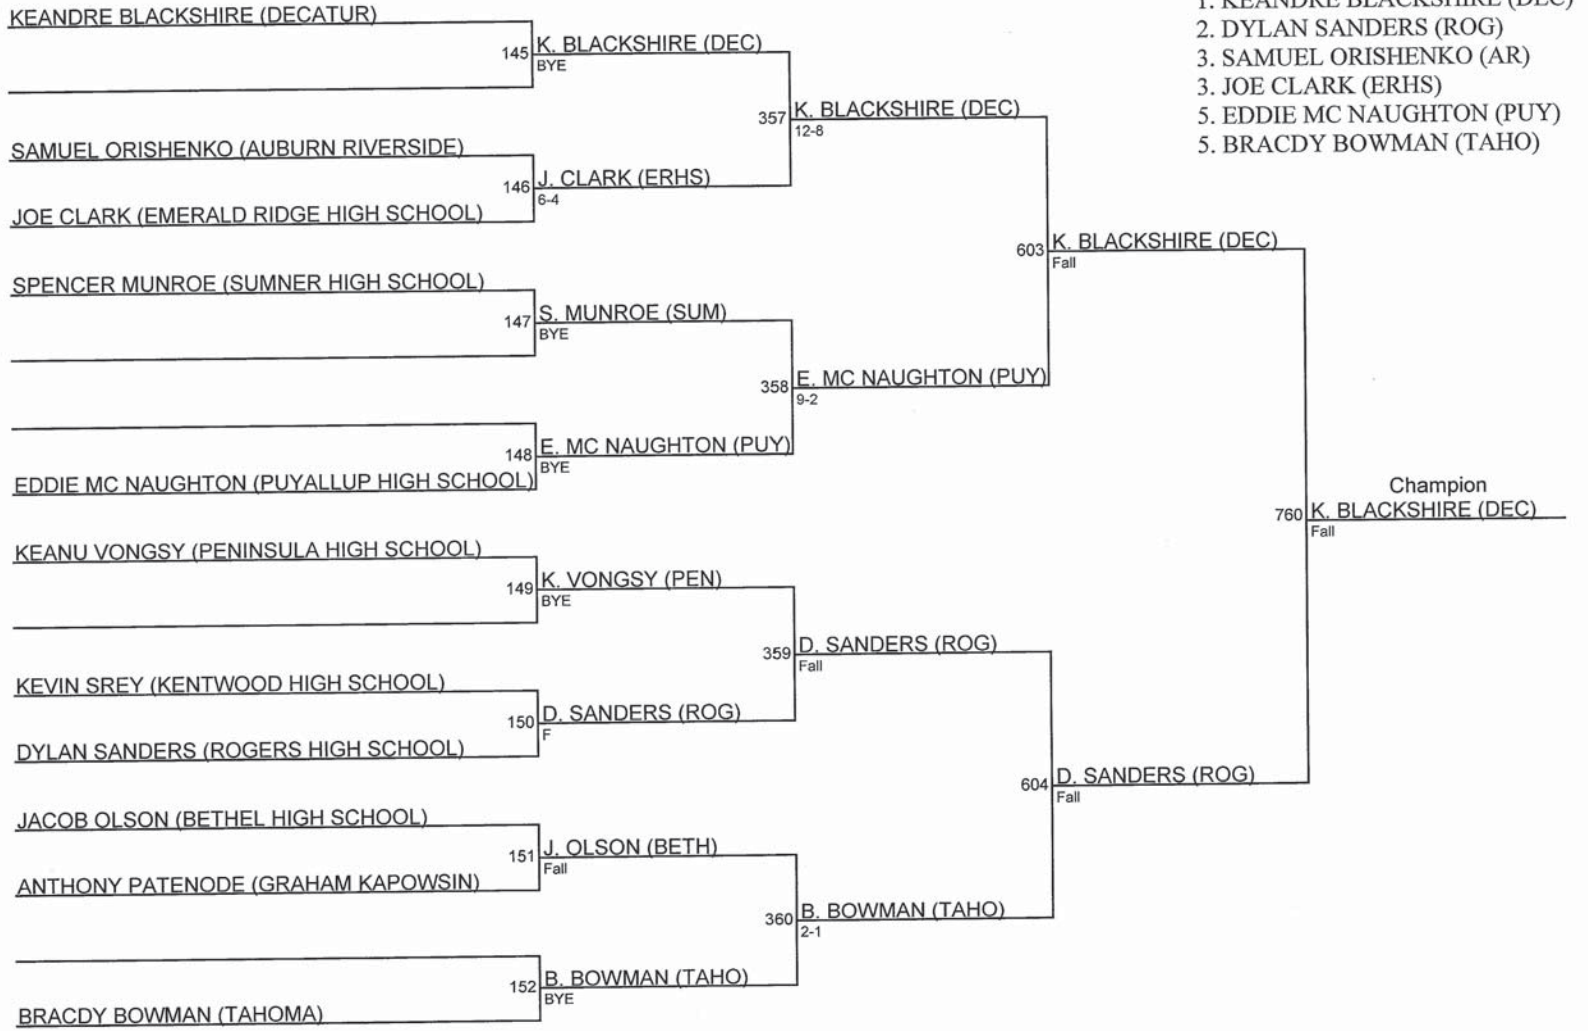 KEANDRE BLACKSHIRE (DECATUR)
145 K. BLACKSHIRE (DEC)
BYE
357 K. BLACKSHIRE (DEC)
12-8
SAMUEL ORISHENKO (AUBURN RIVERSIDE)
146 J. CLARK (ERHS)
6-4
JOE CLARK (EMERALD RIDGE HIGH SCHOOL)
603 K. BLACKSHIRE (DEC)
Fall
SPENCER MUNROE (SUMNER HIGH SCHOOL)
147 S. MUNROE (SUM)
BYE
358 E. MC NAUGHTON (PUY)
9-2
148 E. MC NAUGHTON (PUY)
BYE
EDDIE MC NAUGHTON (PUYALLUP HIGH SCHOOL)
Champion
760 K. BLACKSHIRE (DEC)
Fall
KEANU VONGSY (PENINSULA HIGH SCHOOL)
149 K. VONGSY (PEN)
BYE
359 D. SANDERS (ROG)
Fall
KEVIN SREY (KENTWOOD HIGH SCHOOL)
150 D. SANDERS (ROG)
F
DYLAN SANDERS (ROGERS HIGH SCHOOL)
604 D. SANDERS (ROG)
Fall
JACOB OLSON (BETHEL HIGH SCHOOL)
151 J. OLSON (BETH)
Fall
ANTHONY PATENODE (GRAHAM KAPOWSIN)
360 B. BOWMAN (TAHO)
2-1
152 B. BOWMAN (TAHO)
BYE
BRACDY BOWMAN (TAHOMA)
1. KEANDRE BLACKSHIRE (DEC)
2. DYLAN SANDERS (ROG)
3. SAMUEL ORISHENKO (AR)
3. JOE CLARK (ERHS)
5. EDDIE MC NAUGHTON (PUY)
5. BRACDY BOWMAN (TAHO)